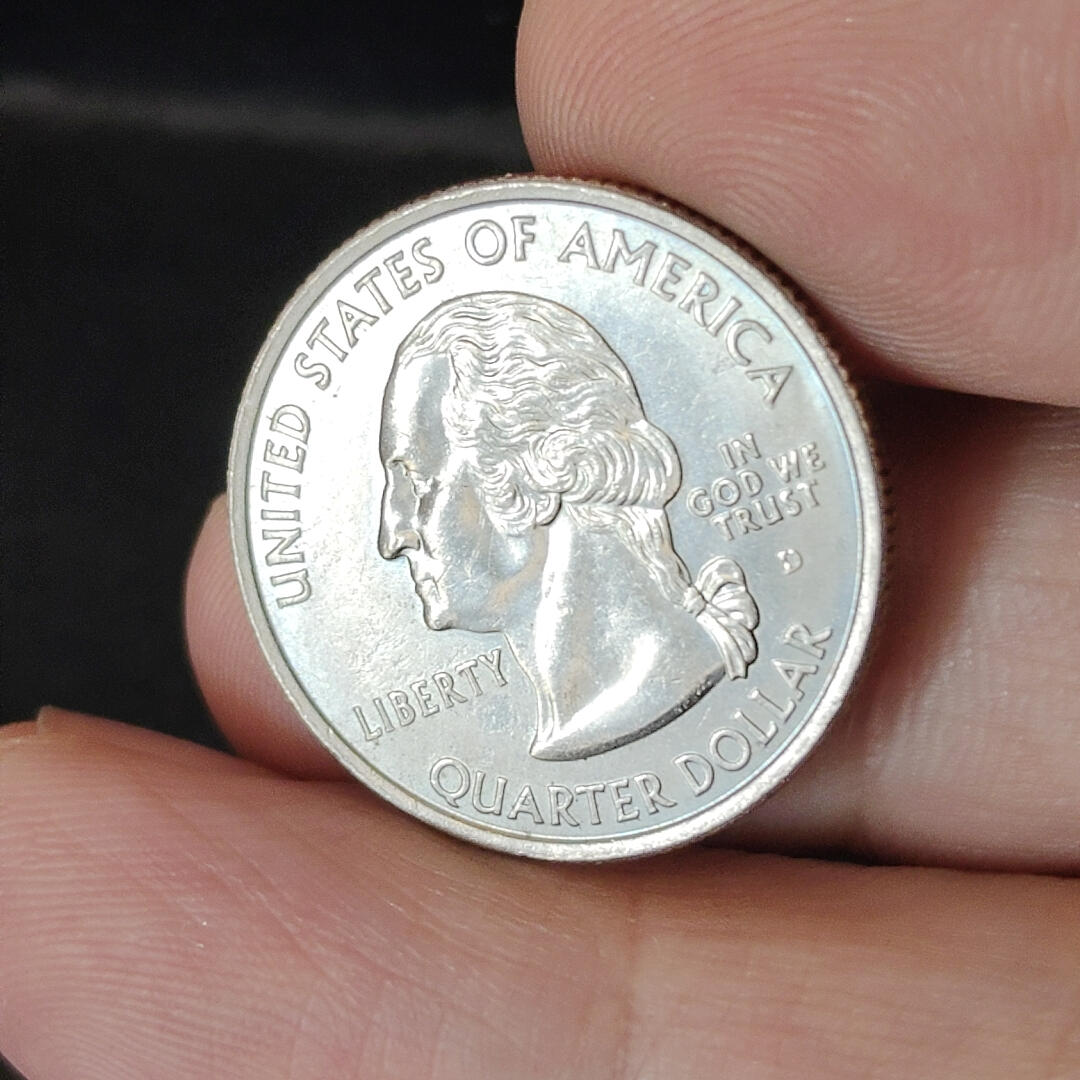 UNITED STATES OF AMERICA
IN
GOD WE
TRUST
D
LIBERTY
QUARTER DOLLAR